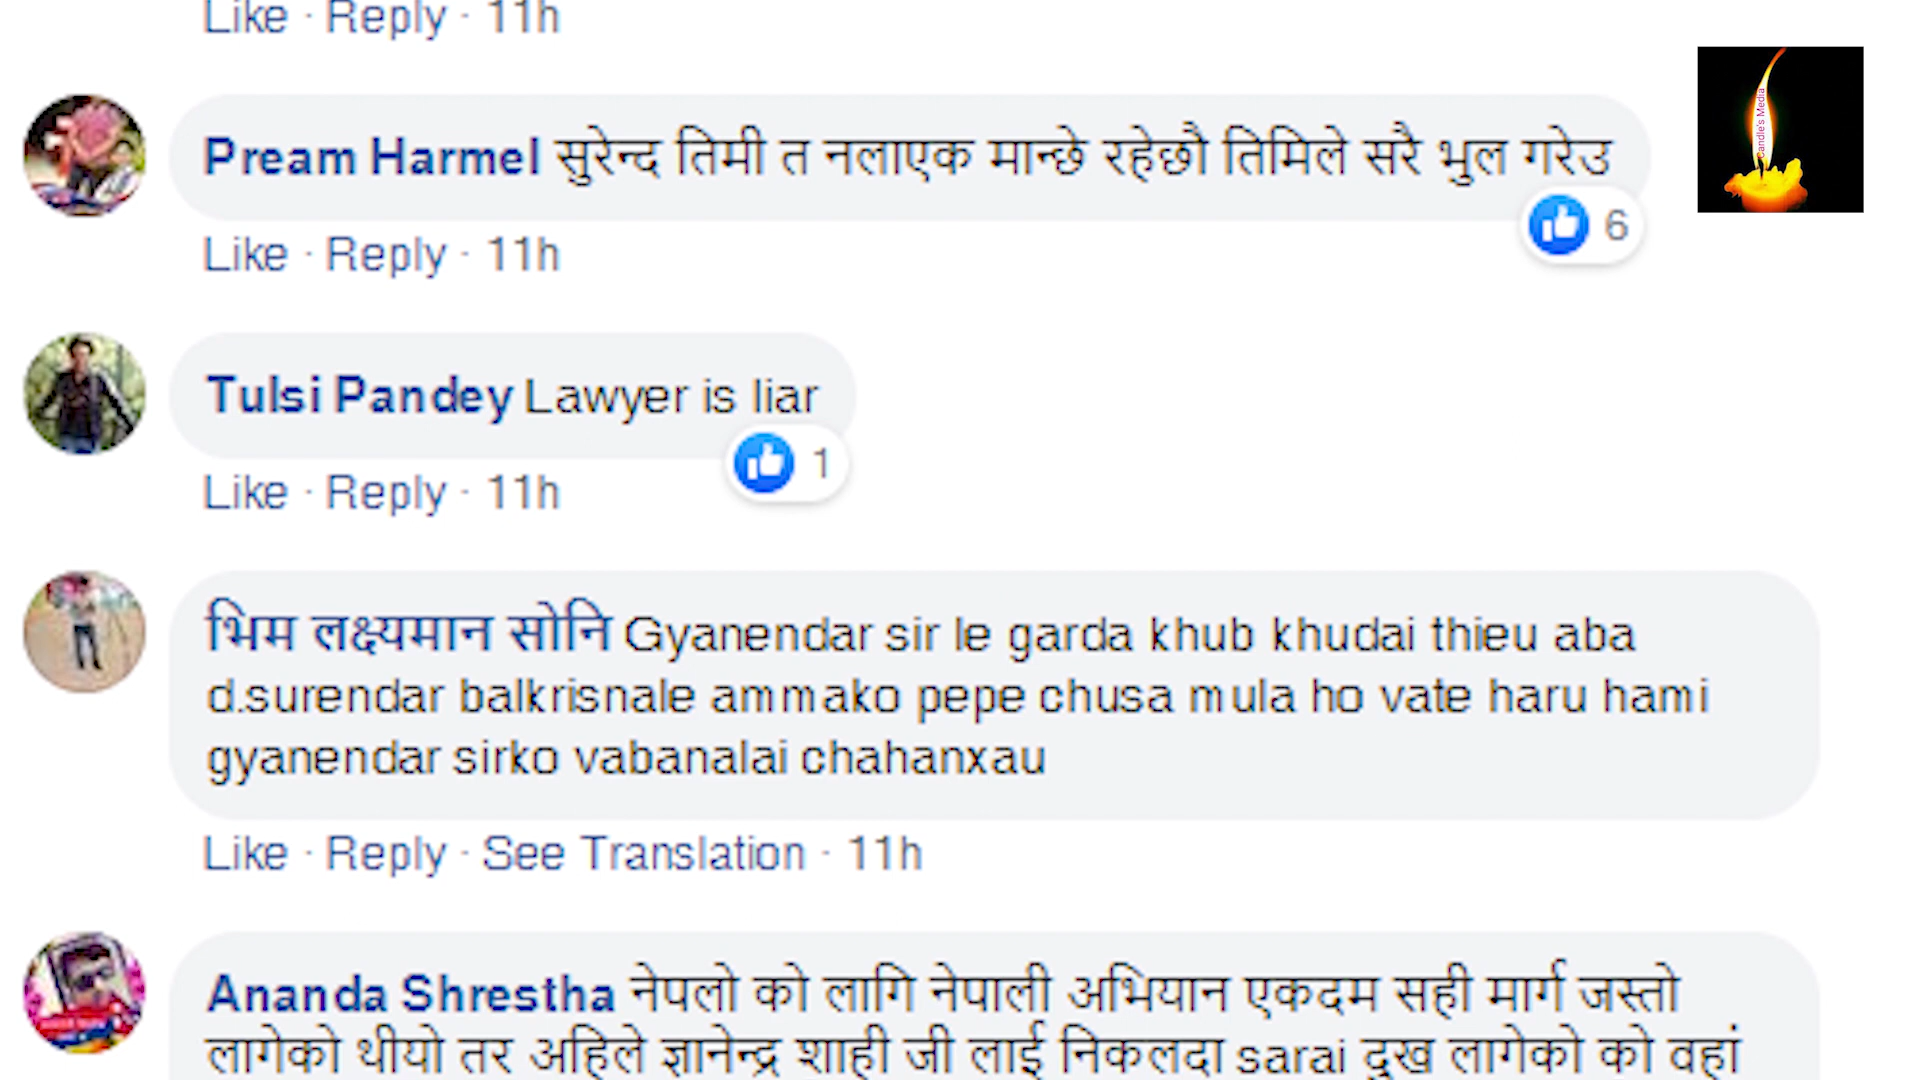 Like · Reply · 11h
Pream Harmel सुरेन्द तिमी त नलाएक मान्छे रहेछौ तिमिले सरै भुल गरेउ
6
Like · Reply · 11h
Candle's Media
Tulsi Pandey Lawyer is liar
1
Like · Reply · 11h
भिम लक्ष्यमान सोनि Gyanendar sir le garda khub khudai thieu aba
d.surendar balkrisnale ammako pepe chusa mula ho vate haru hami
gyanendar sirko vabanalai chahanxau
Like · Reply · See Translation · 11h
Ananda Shrestha नेपलो को लागि नेपाली अभियान एकदम सही मार्ग जस्तो
लागेको थीयो तर अहिले ज्ञानेन्द्र शाही जी लाई निकलदा sarai दुख लागेको को वहां